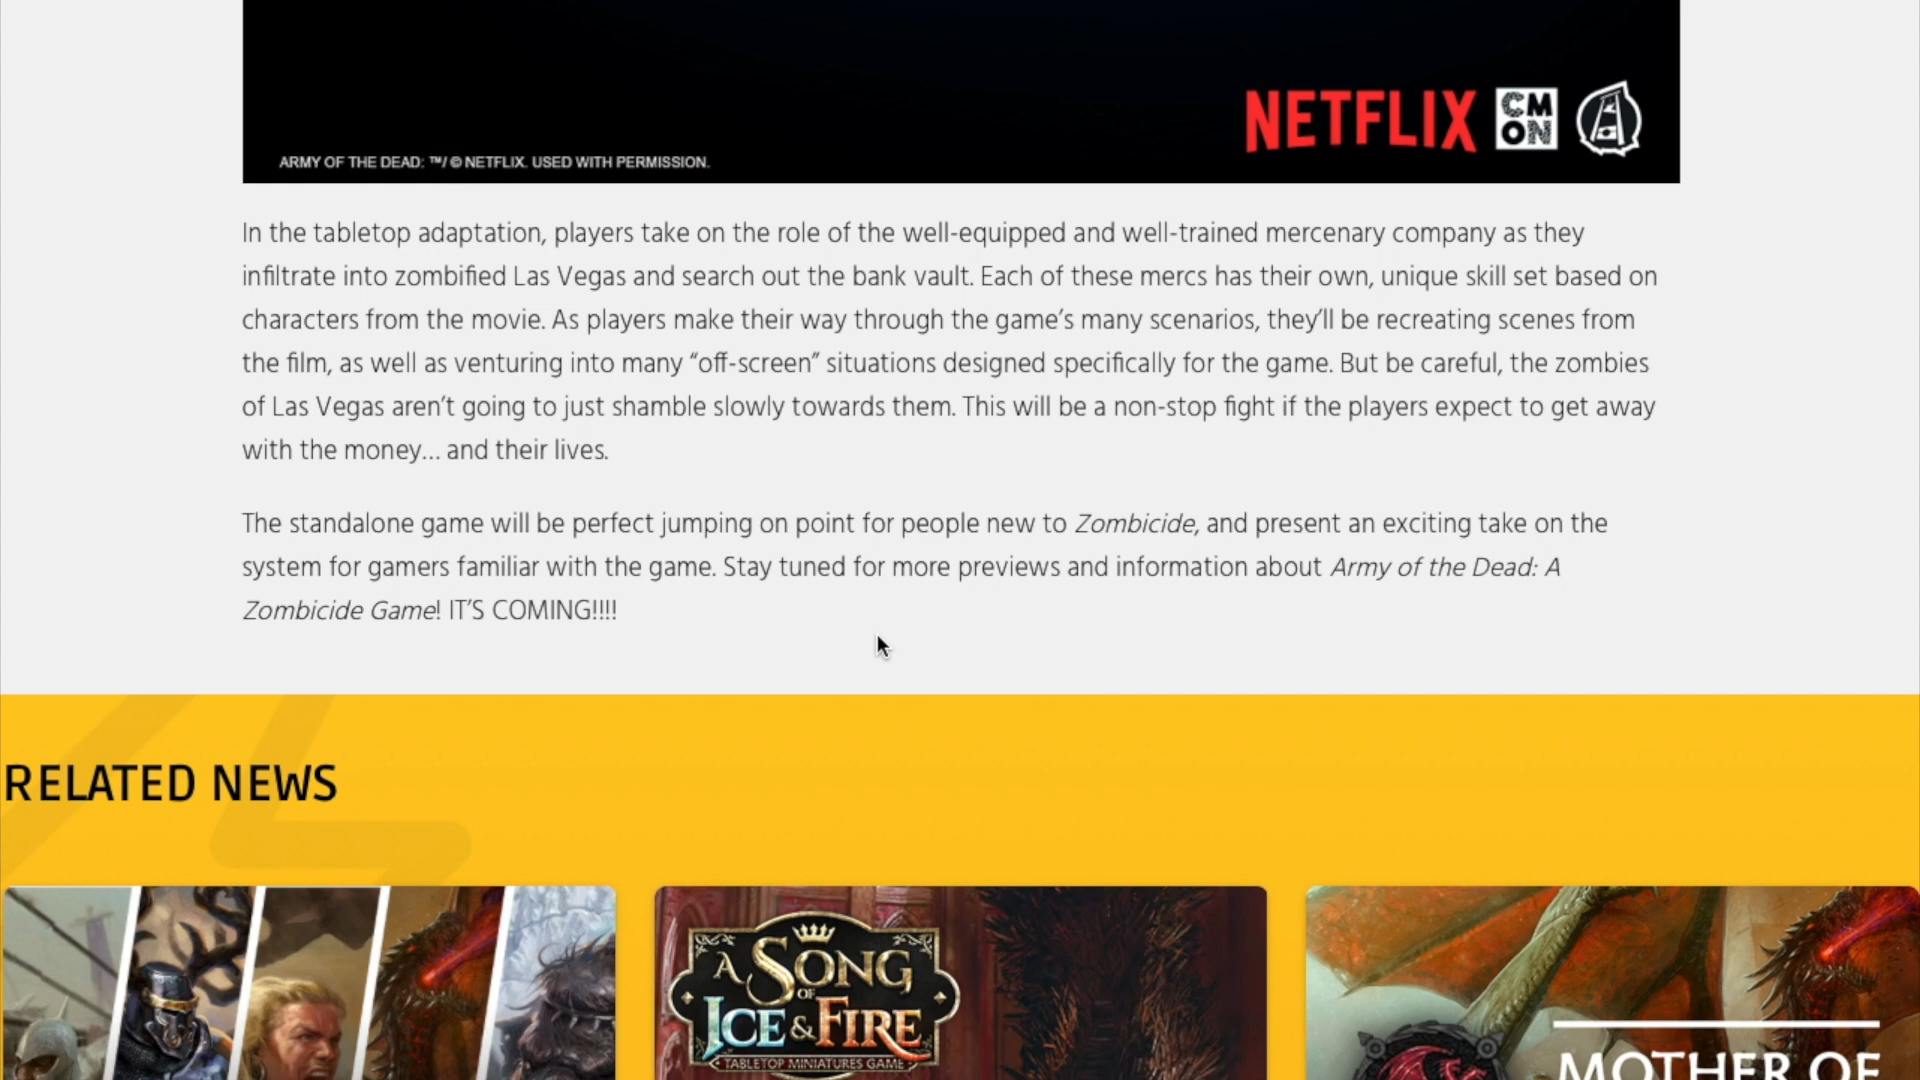 NETFLIX
CM
ON
ARMY OF THE DEAD: ™/ © NETFLIX. USED WITH PERMISSION.
In the tabletop adaptation, players take on the role of the well-equipped and well-trained mercenary company as they
infiltrate into zombified Las Vegas and search out the bank vault. Each of these mercs has their own, unique skill set based on
characters from the movie. As players make their way through the game’s many scenarios, they’ll be recreating scenes from
the film, as well as venturing into many “off-screen” situations designed specifically for the game. But be careful, the zombies
of Las Vegas aren’t going to just shamble slowly towards them. This will be a non-stop fight if the players expect to get away
with the money… and their lives.
The standalone game will be perfect jumping on point for people new to Zombicide, and present an exciting take on the
system for gamers familiar with the game. Stay tuned for more previews and information about Army of the Dead: A
Zombicide Game! IT’S COMING!!!!
RELATED NEWS
A SONG
OF
ICE & FIRE
TABLETOP MINIATURES GAME
MOTHER OF